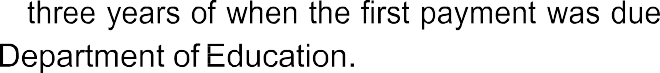 three years of when the first payment was due
Department of Education.